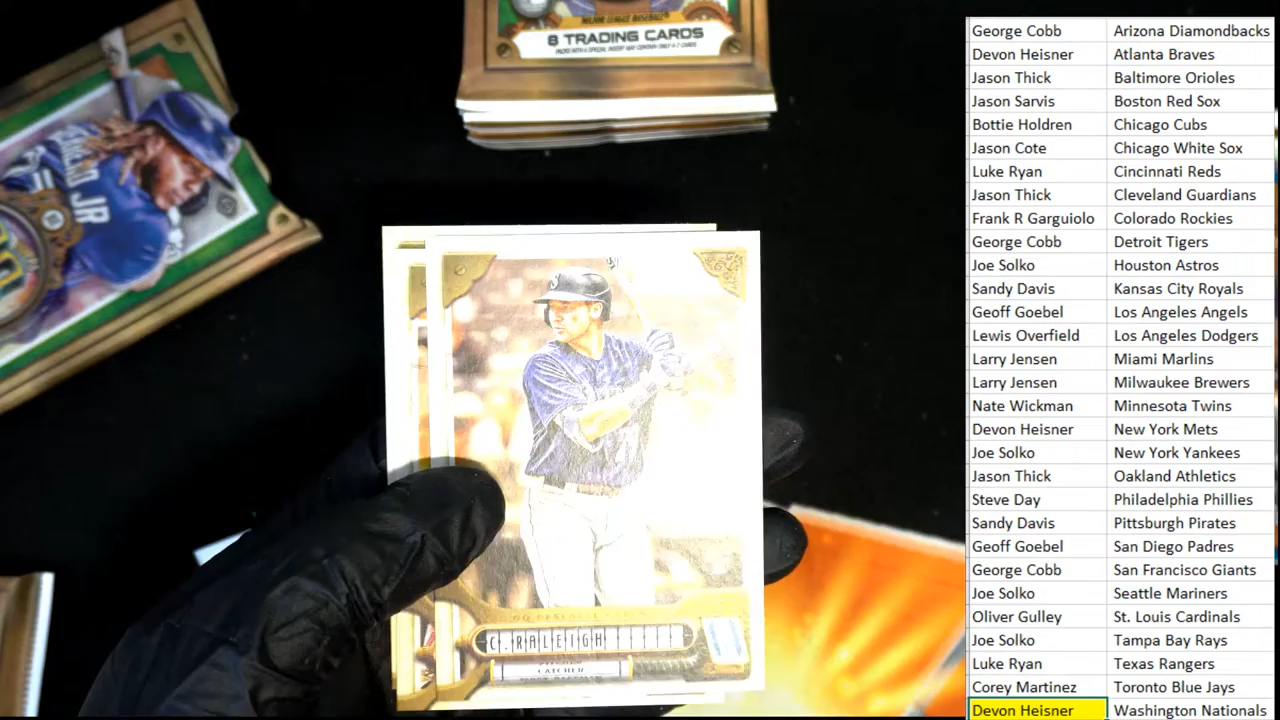 MAJOR LEAGUE BASEBALL
8 TRADING CARDS
JR
C. RALEIGH
CATCHER
George Cobb Arizona Diamondbacks
Devon Heisner Atlanta Braves
Jason Thick Baltimore Orioles
Jason Sarvis Boston Red Sox
Bottie Holdren Chicago Cubs
Jason Cote Chicago White Sox
Luke Ryan Cincinnati Reds
Jason Thick Cleveland Guardians
Frank R Garguiolo Colorado Rockies
George Cobb Detroit Tigers
Joe Solko Houston Astros
Sandy Davis Kansas City Royals
Geoff Goebel Los Angeles Angels
Lewis Overfield Los Angeles Dodgers
Larry Jensen Miami Marlins
Larry Jensen Milwaukee Brewers
Nate Wickman Minnesota Twins
Devon Heisner New York Mets
Joe Solko New York Yankees
Jason Thick Oakland Athletics
Steve Day Philadelphia Phillies
Sandy Davis Pittsburgh Pirates
Geoff Goebel San Diego Padres
George Cobb San Francisco Giants
Joe Solko Seattle Mariners
Oliver Gulley St. Louis Cardinals
Joe Solko Tampa Bay Rays
Luke Ryan Texas Rangers
Corey Martinez Toronto Blue Jays
Devon Heisner Washington Nationals